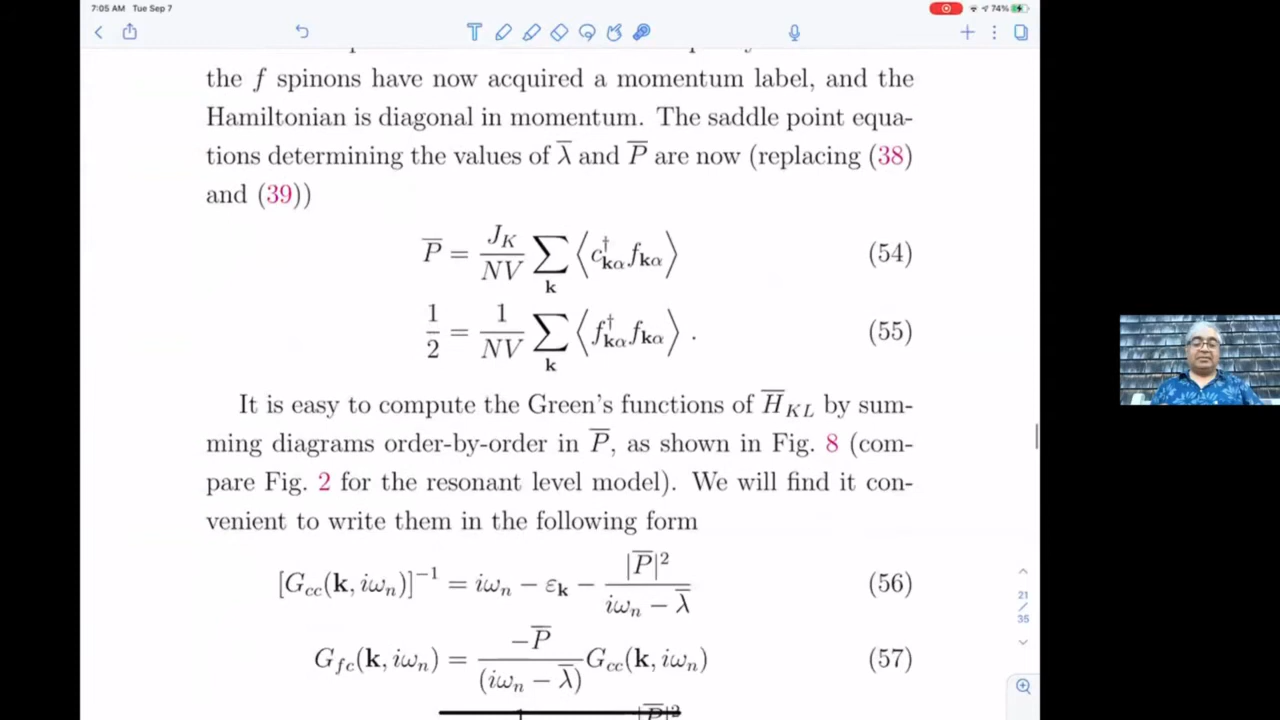 7:05 AM Tue Sep 7
74%
the f spinons have now acquired a momentum label, and the
Hamiltonian is diagonal in momentum. The saddle point equa-
tions determining the values of λ̅ and P̅ are now (replacing (38)
and (39))
P̅ = J_K/NV ∑_k ⟨c†_kα f_kα⟩ (54)
1/2 = 1/NV ∑_k ⟨f†_kα f_kα⟩ . (55)
It is easy to compute the Green's functions of H̅_KL by sum-
ming diagrams order-by-order in P̅, as shown in Fig. 8 (com-
pare Fig. 2 for the resonant level model). We will find it con-
venient to write them in the following form
[G_cc(k, iω_n)]^−1 = iω_n − ε_k − |P̅|²/(iω_n − λ̅) (56)
G_fc(k, iω_n) = −P̅/(iω_n − λ̅) G_cc(k, iω_n) (57)
21
/
35